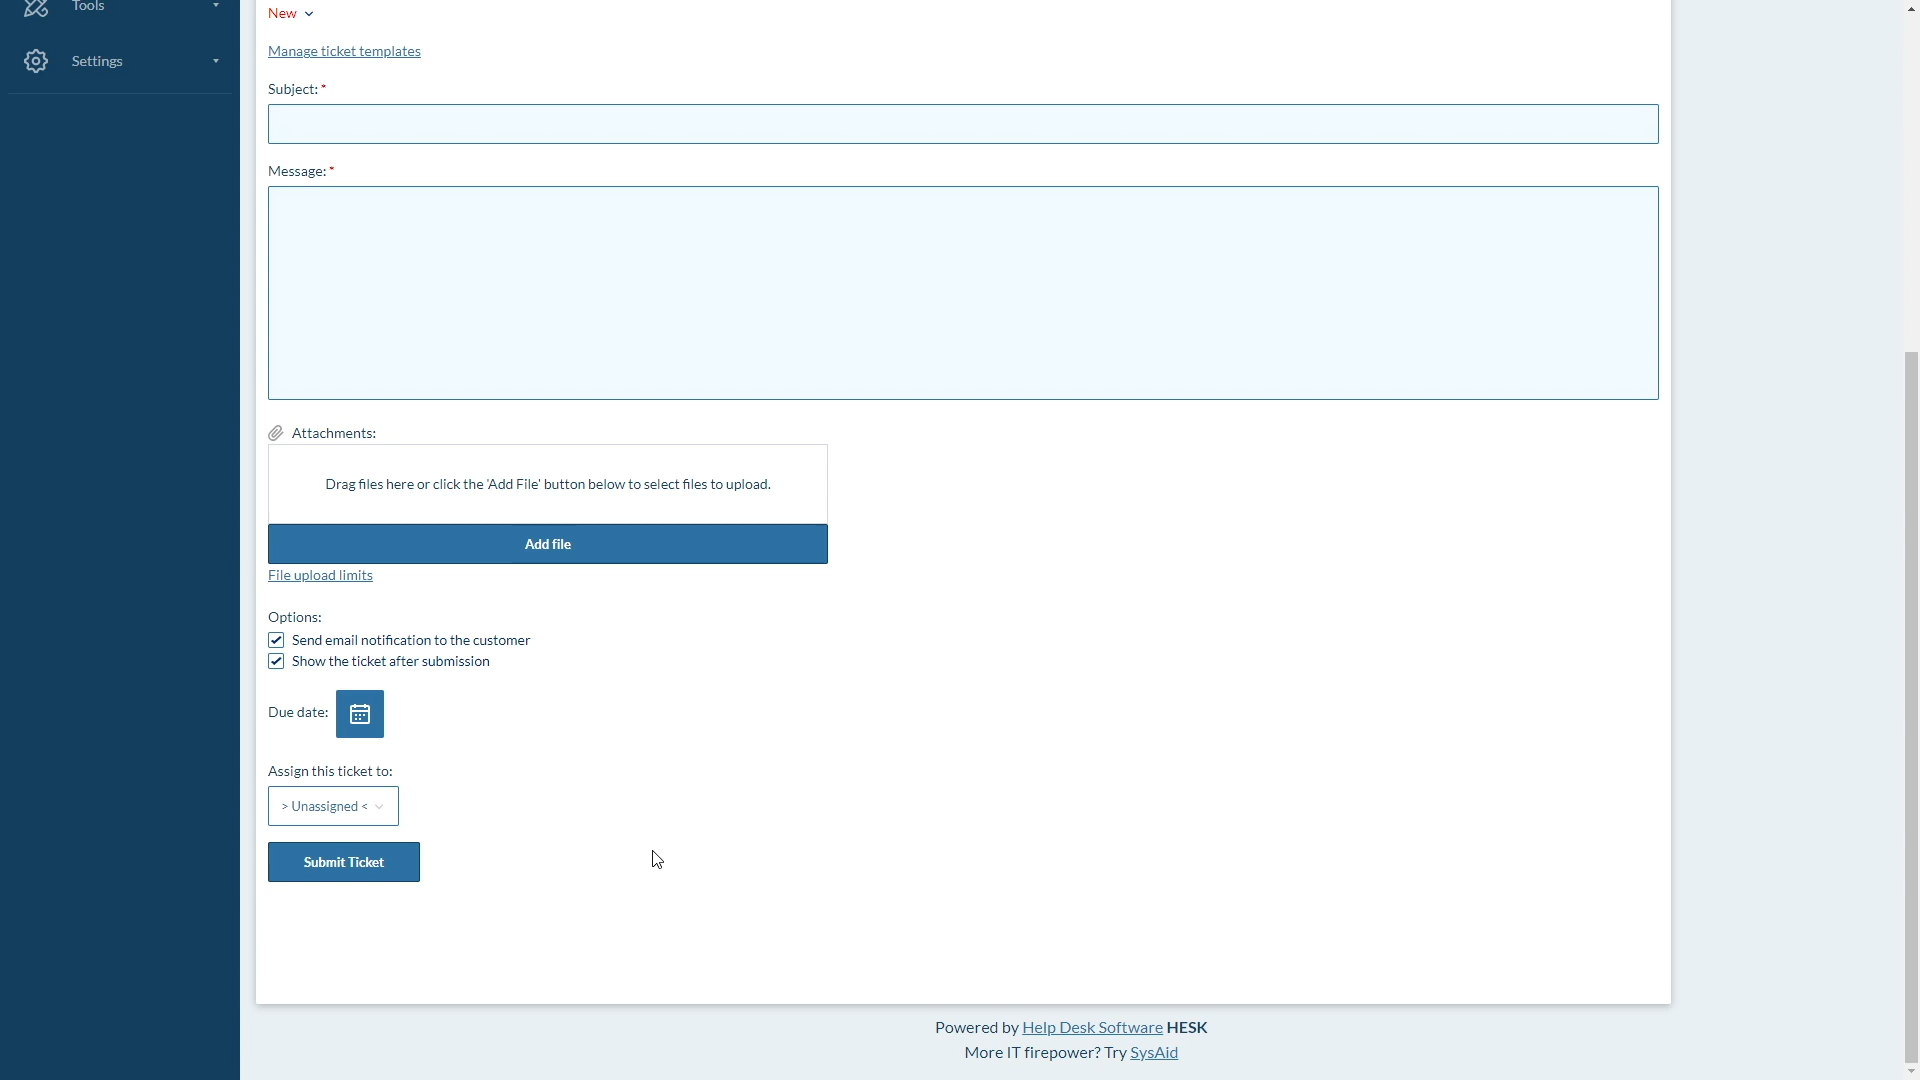 Tools
Settings
New
Manage ticket templates
Subject: *
Message: *
Attachments:
Drag files here or click the 'Add File' button below to select files to upload.
Add file
File upload limits
Options:
Send email notification to the customer
Show the ticket after submission
Due date:
Assign this ticket to:
> Unassigned <
Submit Ticket
Powered by Help Desk Software HESK
More IT firepower? Try SysAid